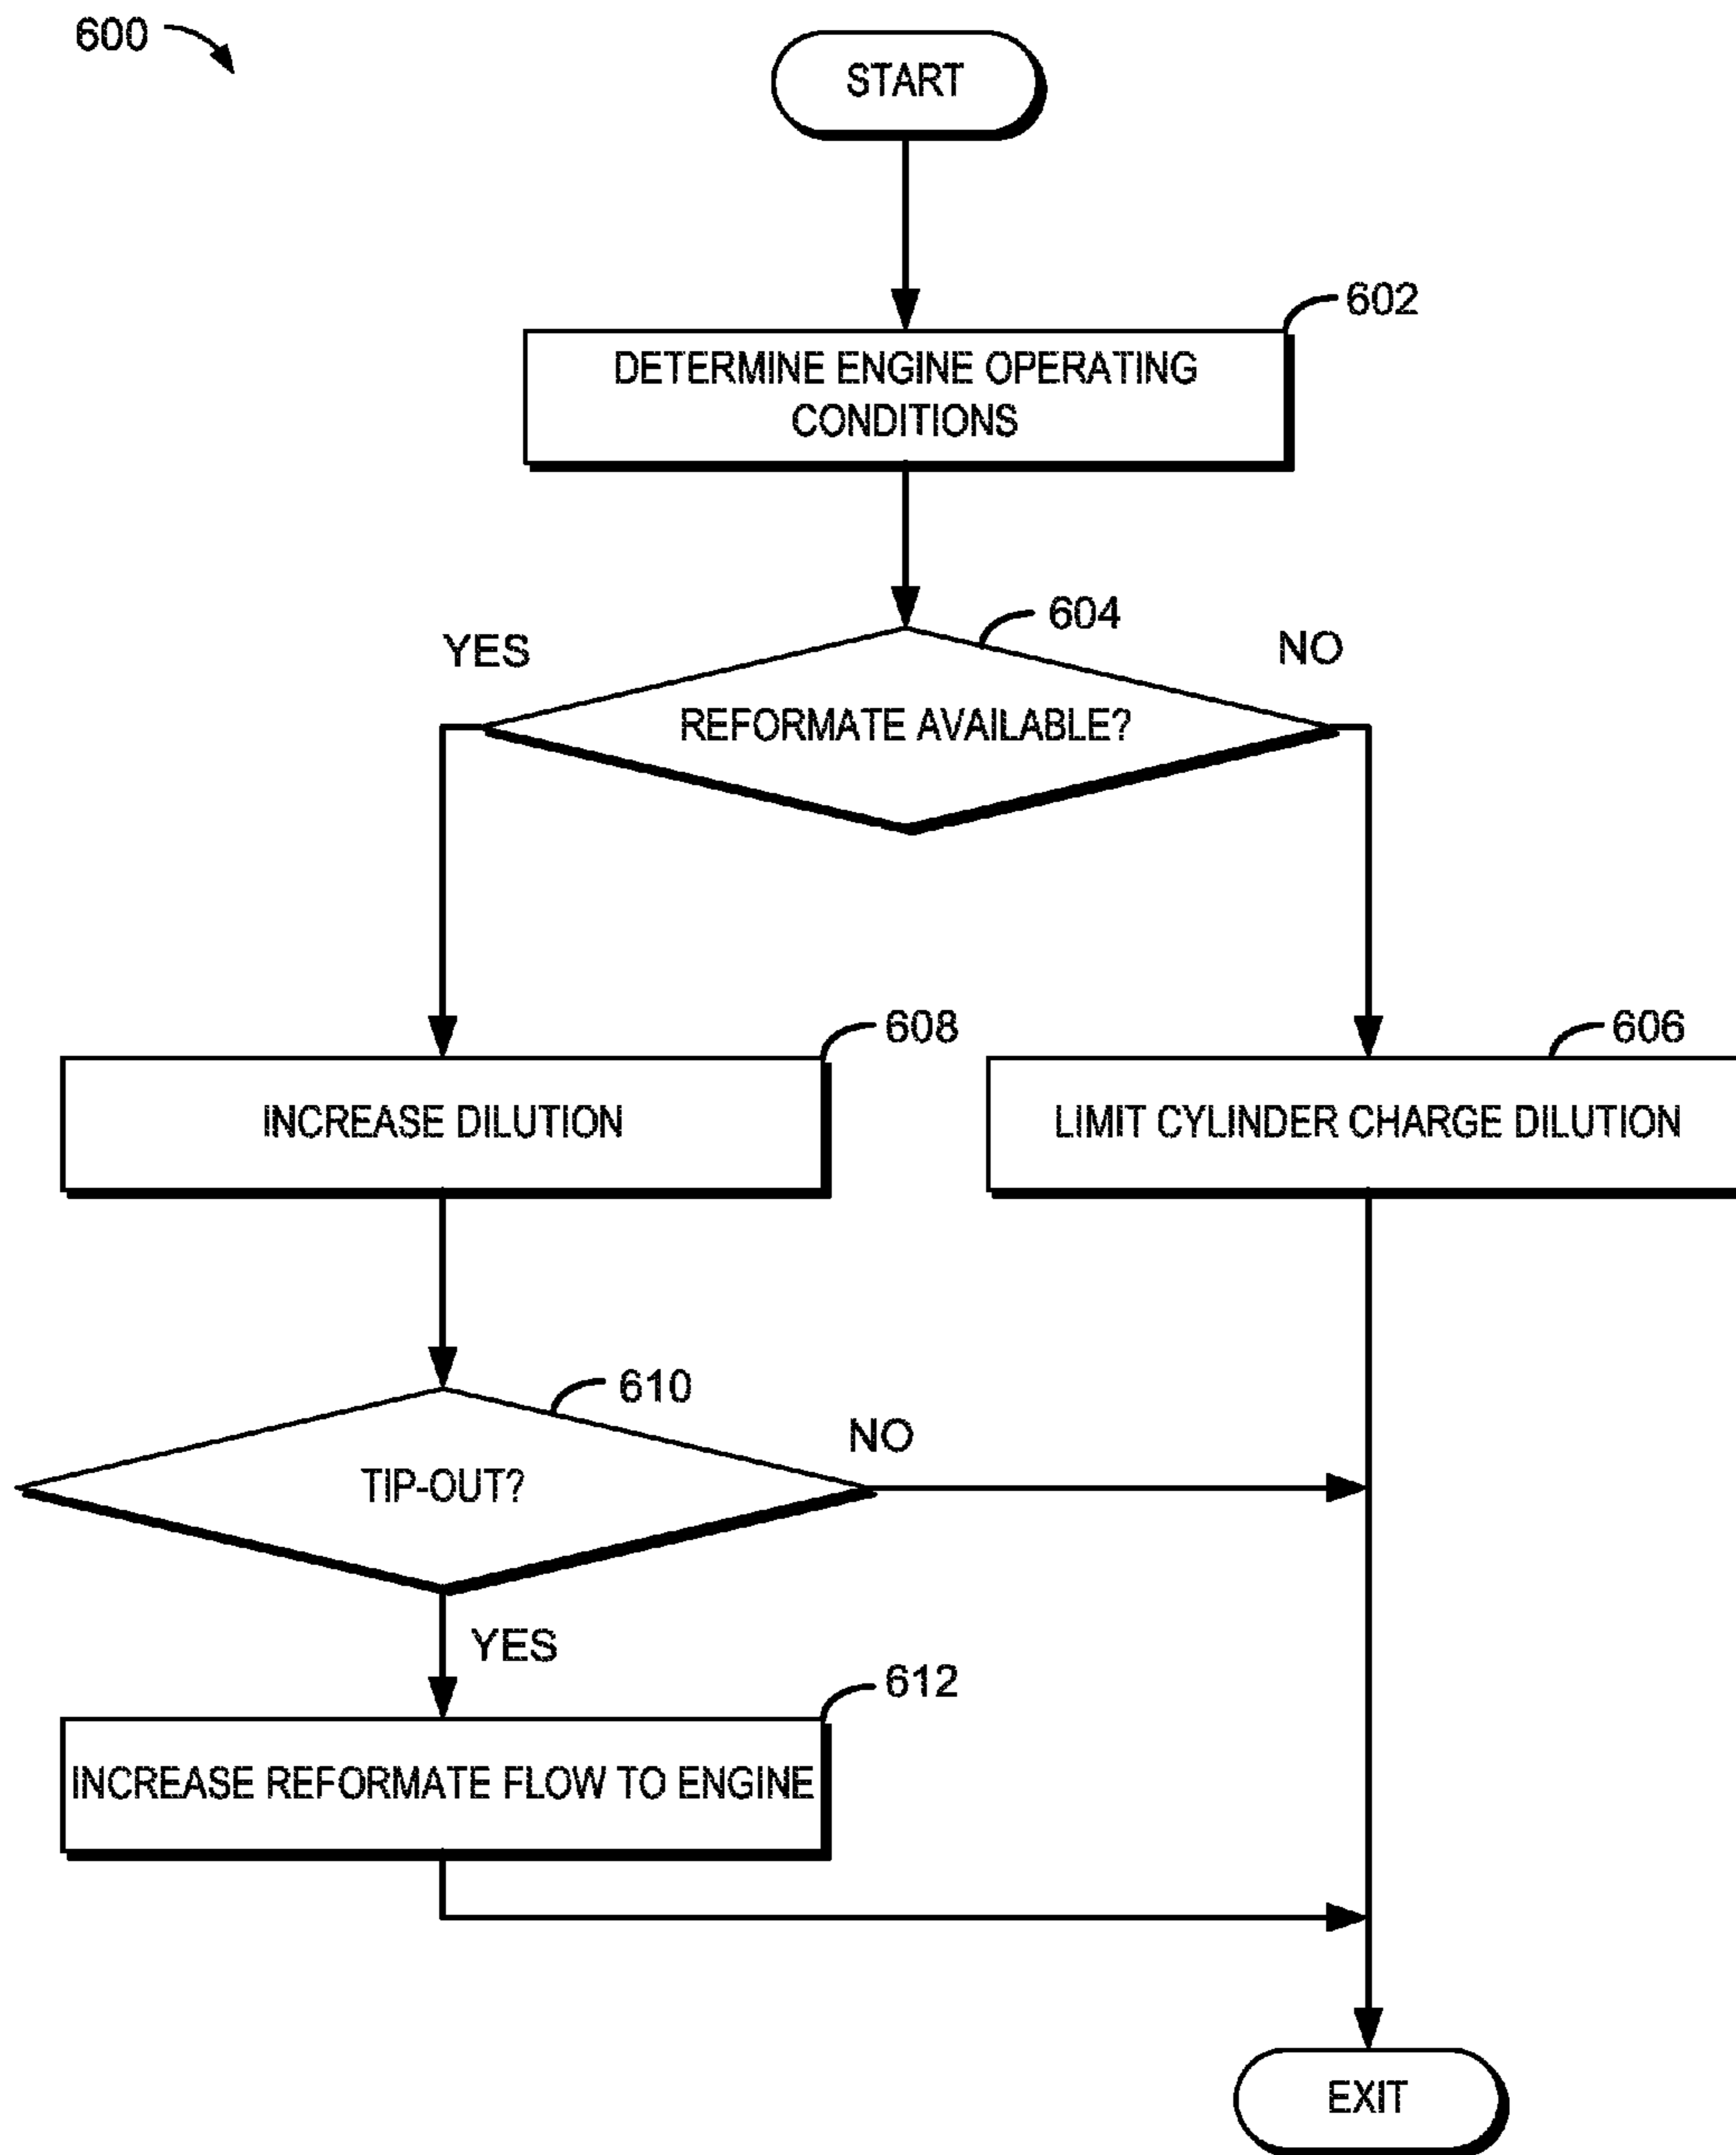 600
START
602
DETERMINE ENGINE OPERATING
CONDITIONS
604
YES
NO
REFORMATE AVAILABLE?
608
606
INCREASE DILUTION
LIMIT CYLINDER CHARGE DILUTION
610
NO
TIP-OUT?
YES
612
INCREASE REFORMATE FLOW TO ENGINE
EXIT